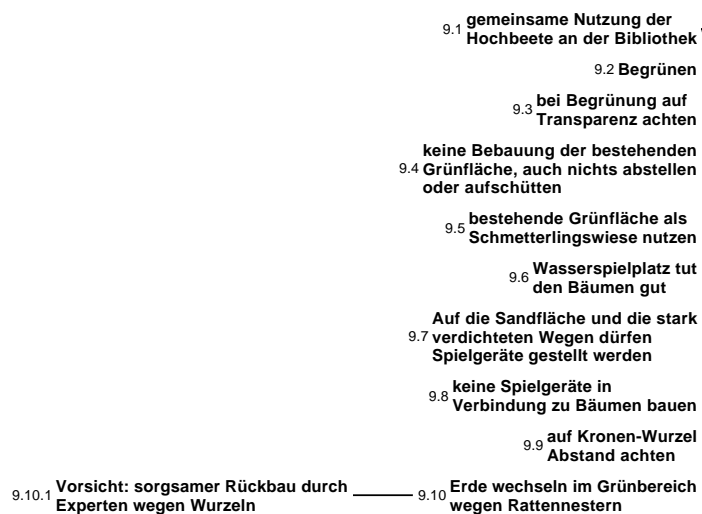 9.1 gemeinsame Nutzung der
Hochbeete an der Bibliothek
9.2 Begrünen
9.3 bei Begrünung auf
Transparenz achten
keine Bebauung der bestehenden
9.4 Grünfläche, auch nichts abstellen
oder aufschütten
9.5 bestehende Grünfläche als
Schmetterlingswiese nutzen
9.6 Wasserspielplatz tut
den Bäumen gut
Auf die Sandfläche und die stark
9.7 verdichteten Wegen dürfen
Spielgeräte gestellt werden
9.8 keine Spielgeräte in
Verbindung zu Bäumen bauen
9.9 auf Kronen-Wurzel
Abstand achten
9.10.1 Vorsicht: sorgsamer Rückbau durch
Experten wegen Wurzeln
9.10 Erde wechseln im Grünbereich
wegen Rattennestern